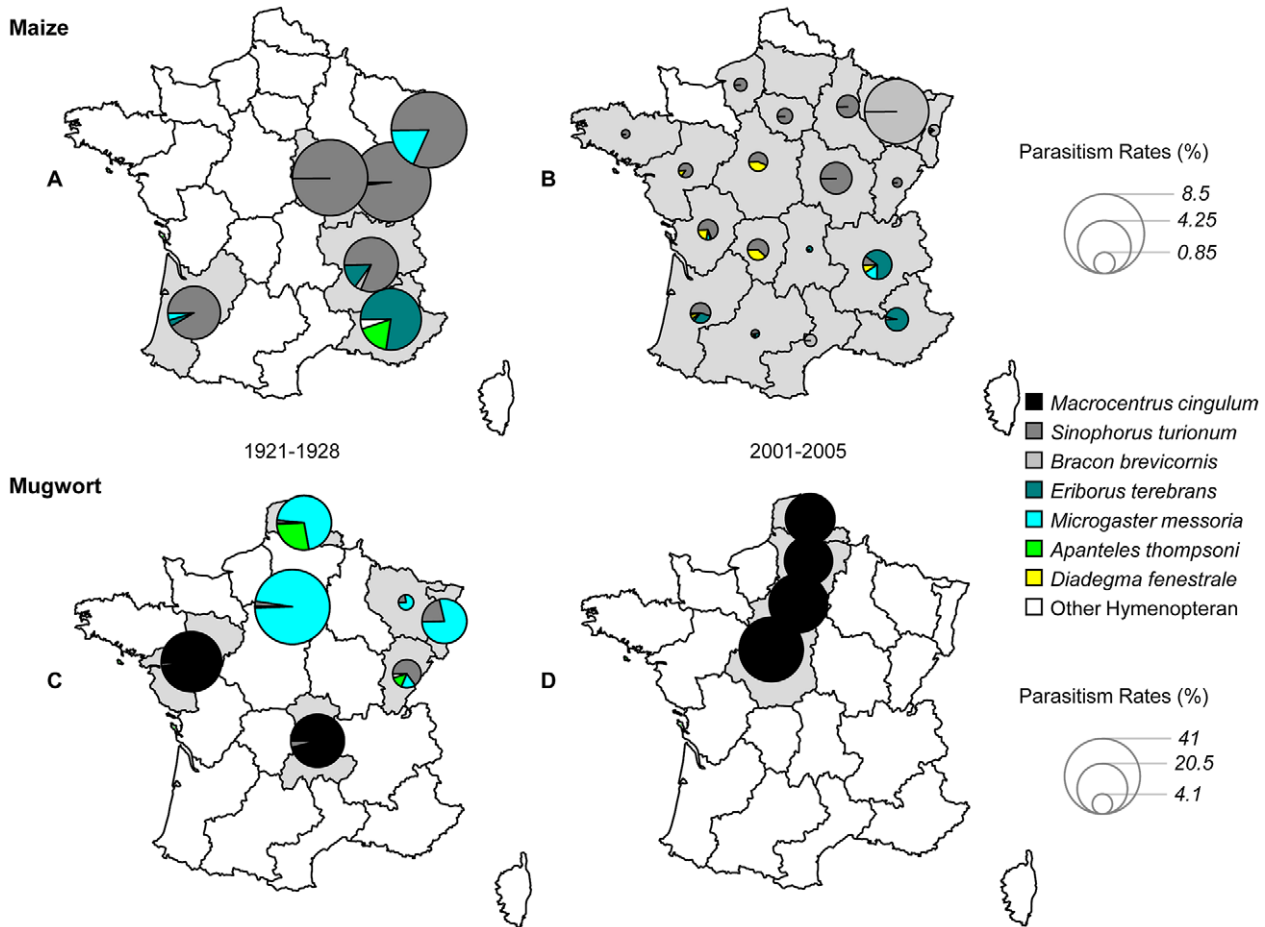 Maize
A
B
Parasitism Rates (%)
8.5
4.25
0.85
1921-1928
2001-2005
Macrocentrus cingulum
Sinophorus turionum
Bracon brevicornis
Eriborus terebrans
Microgaster messoria
Apanteles thompsoni
Diadegma fenestrale
Other Hymenopteran
Mugwort
C
D
Parasitism Rates (%)
41
20.5
4.1